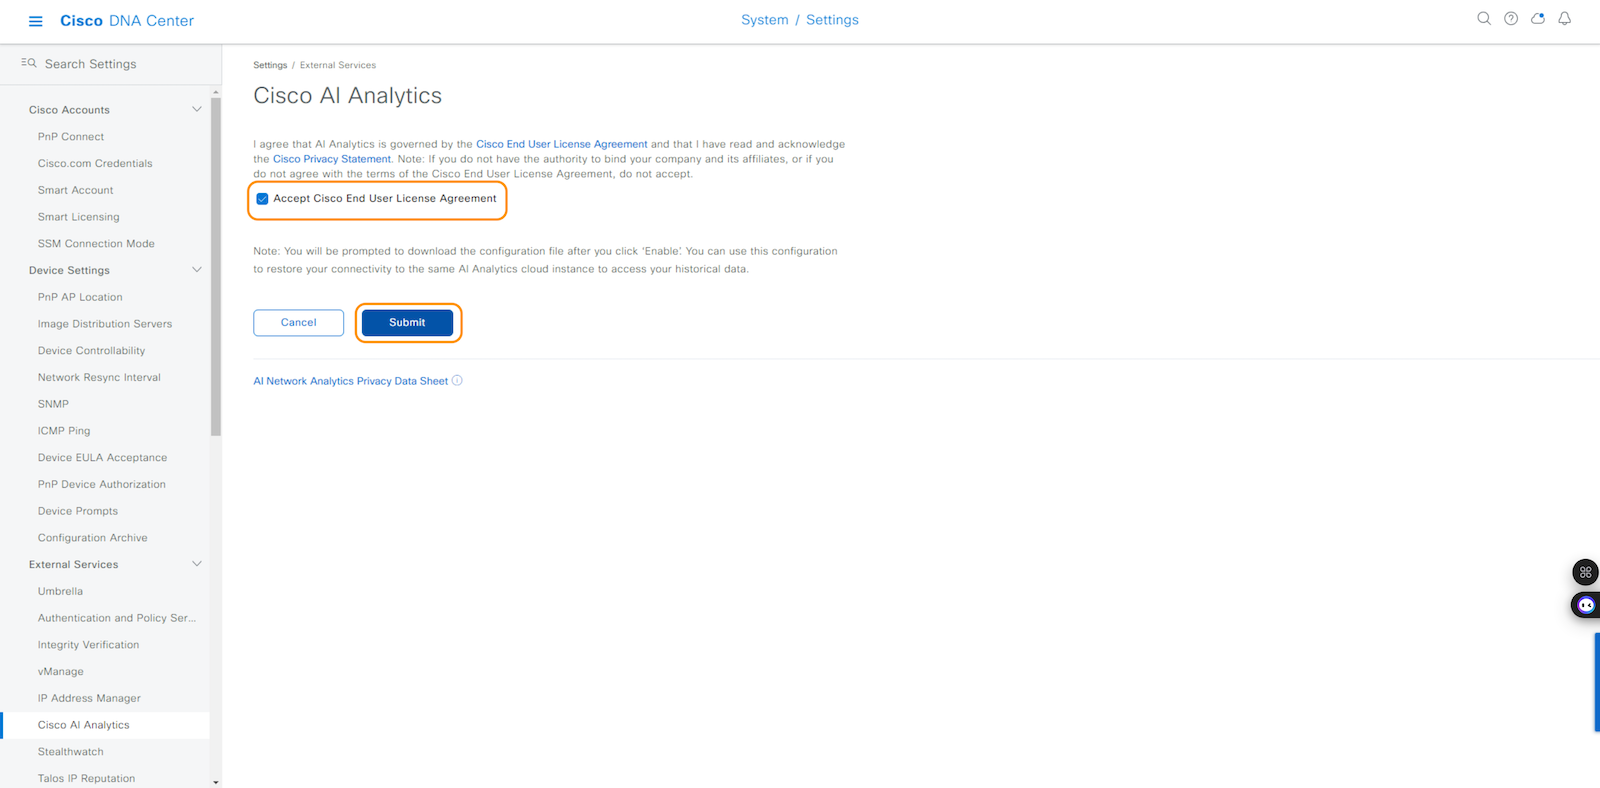 Cisco DNA Center
System / Settings
Search Settings
Cisco Accounts
PnP Connect
Cisco.com Credentials
Smart Account
Smart Licensing
SSM Connection Mode
Device Settings
PnP AP Location
Image Distribution Servers
Device Controllability
Network Resync Interval
SNMP
ICMP Ping
Device EULA Acceptance
PnP Device Authorization
Device Prompts
Configuration Archive
External Services
Umbrella
Authentication and Policy Ser...
Integrity Verification
vManage
IP Address Manager
Cisco AI Analytics
Stealthwatch
Talos IP Reputation
Settings / External Services
Cisco AI Analytics
I agree that AI Analytics is governed by the Cisco End User License Agreement and that I have read and acknowledge
the Cisco Privacy Statement. Note: If you do not have the authority to bind your company and its affiliates, or if you
do not agree with the terms of the Cisco End User License Agreement, do not accept.
Accept Cisco End User License Agreement
Note: You will be prompted to download the configuration file after you click 'Enable'. You can use this configuration
to restore your connectivity to the same AI Analytics cloud instance to access your historical data.
Cancel
Submit
AI Network Analytics Privacy Data Sheet